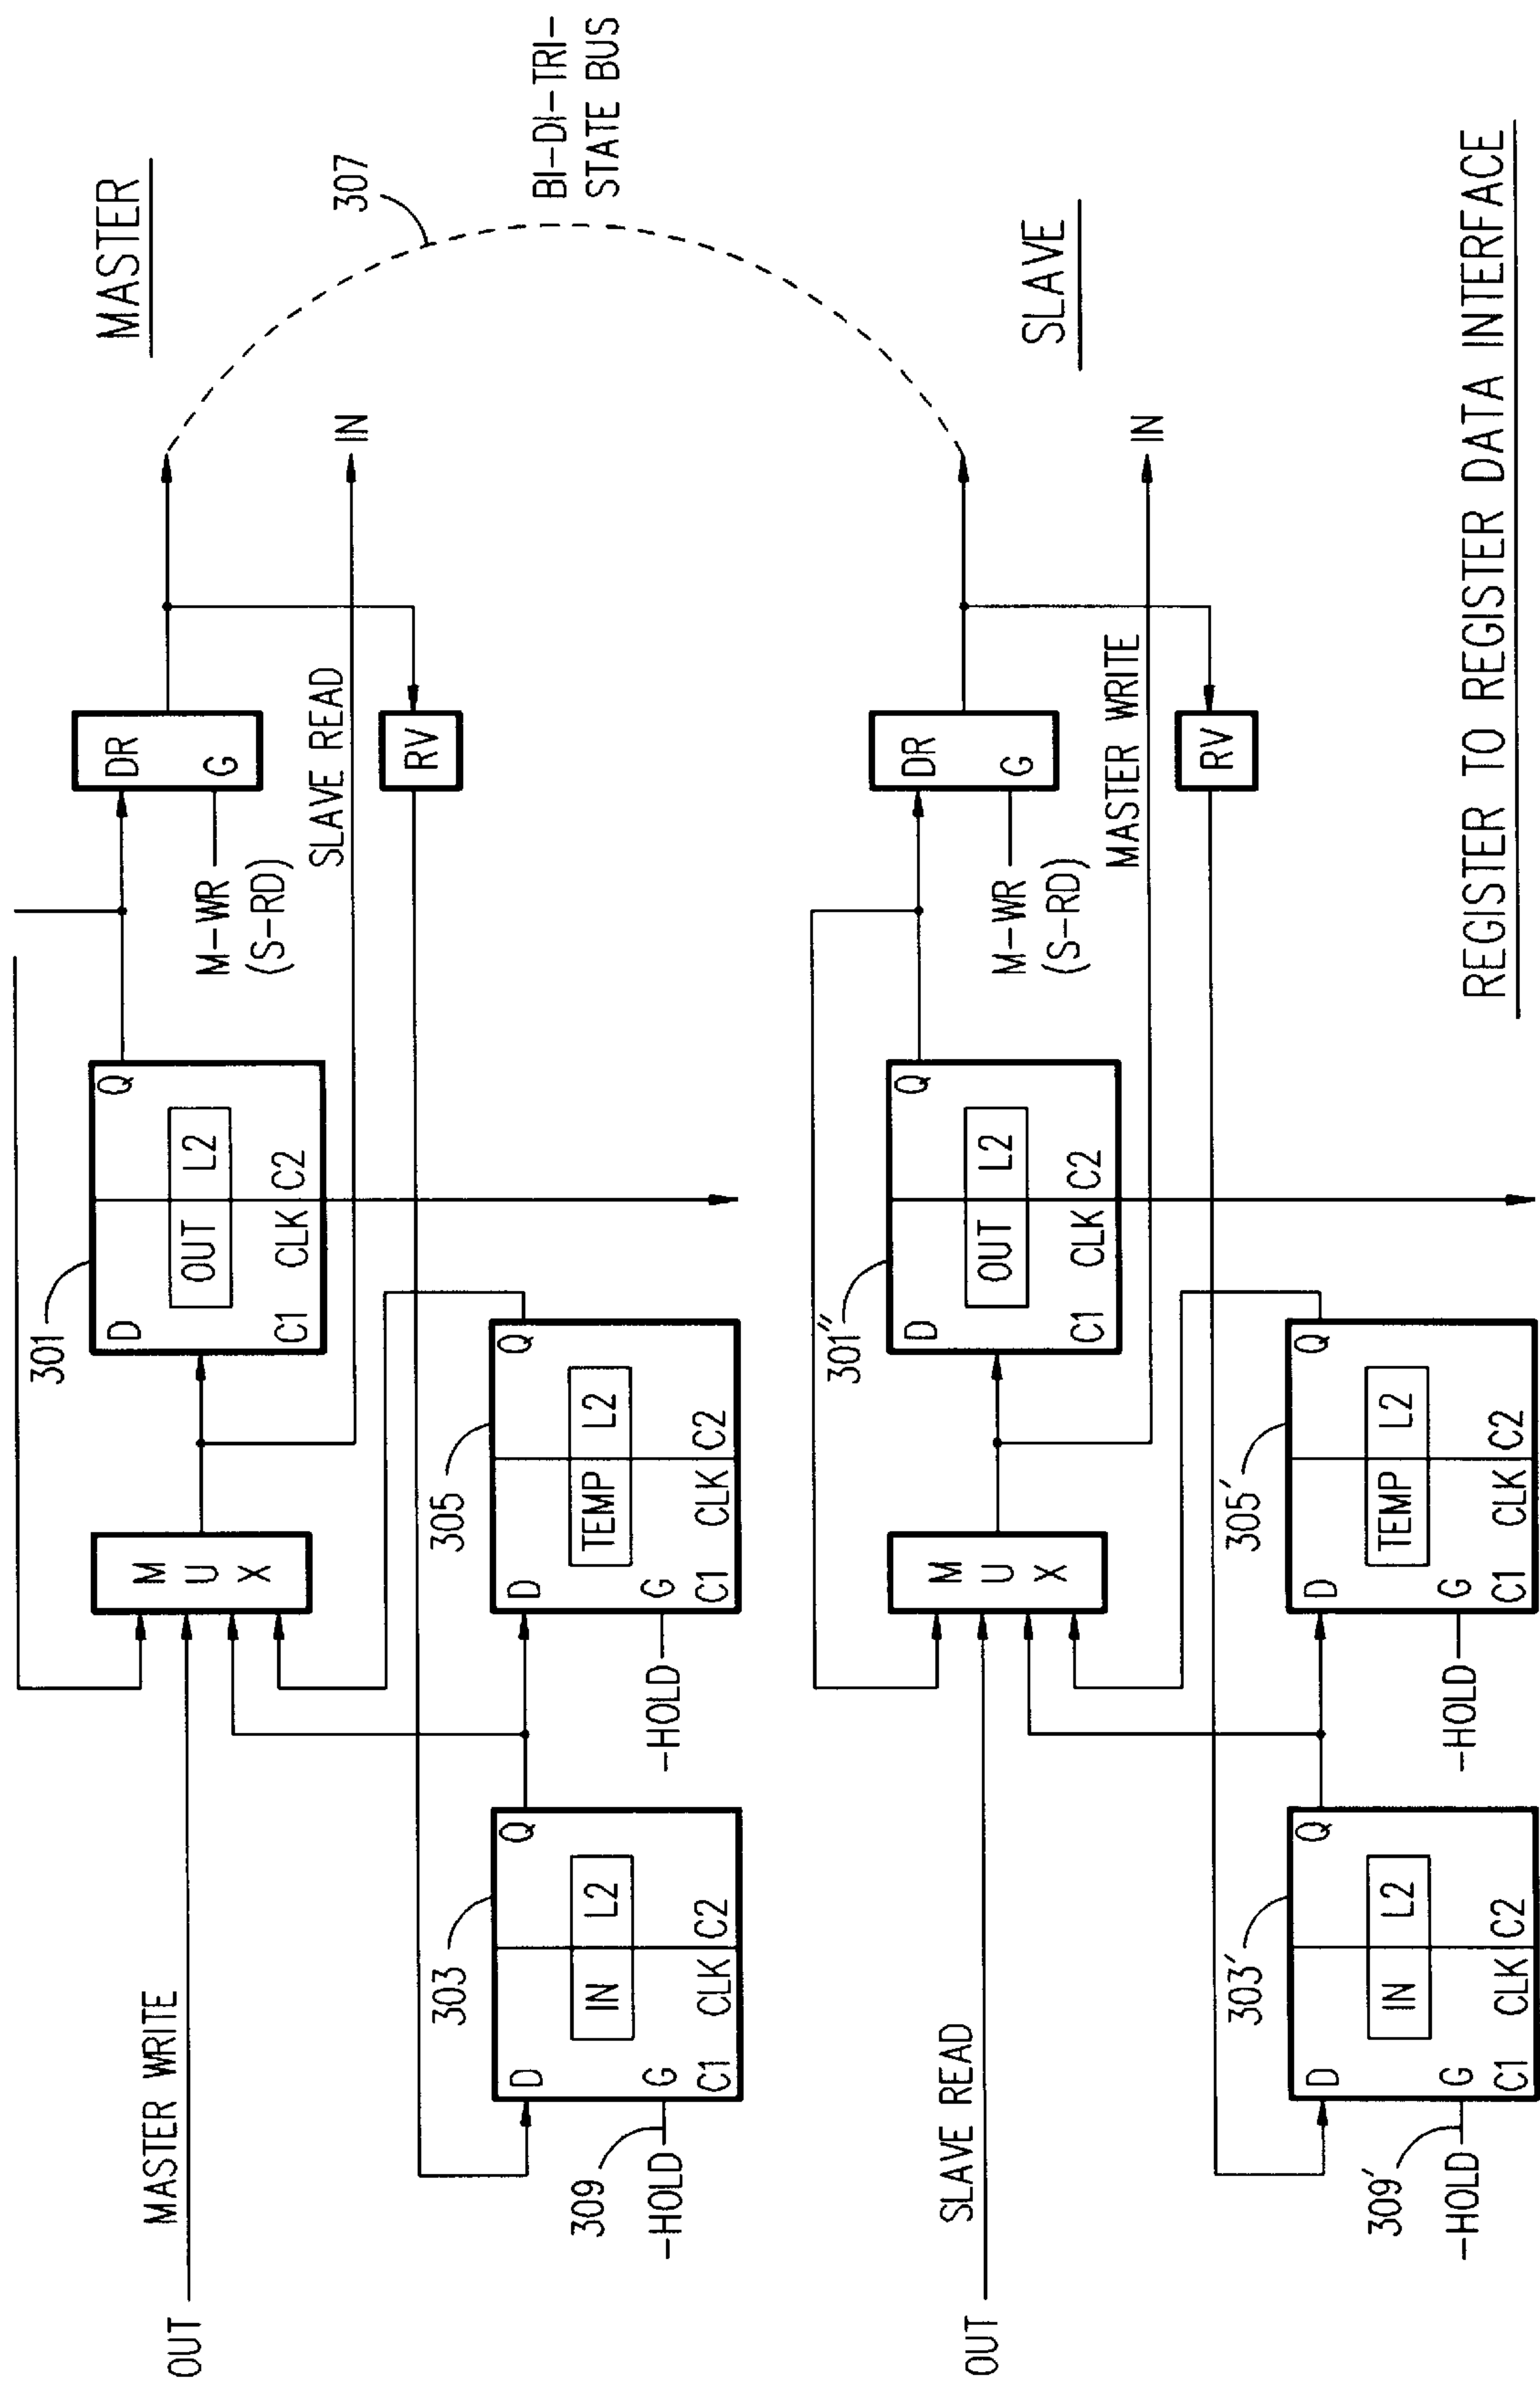 MASTER
307
BI-DI-TRI-
STATE BUS
301
D
Q
OUT
L2
C1
CLK
C2
DR
G
M-WR
(S-RD)
SLAVE READ
IN
RV
OUT
MASTER WRITE
M
U
X
303
D
Q
IN
L2
G
C1
CLK
C2
309
-HOLD
305
D
Q
TEMP
L2
G
C1
CLK
C2
-HOLD
SLAVE
301''
D
Q
OUT
L2
C1
CLK
C2
DR
G
M-WR
(S-RD)
MASTER WRITE
IN
RV
OUT
SLAVE READ
M
U
X
303'
D
Q
IN
L2
G
C1
CLK
C2
309'
-HOLD
305'
D
Q
TEMP
L2
G
C1
CLK
C2
-HOLD
REGISTER TO REGISTER DATA INTERFACE